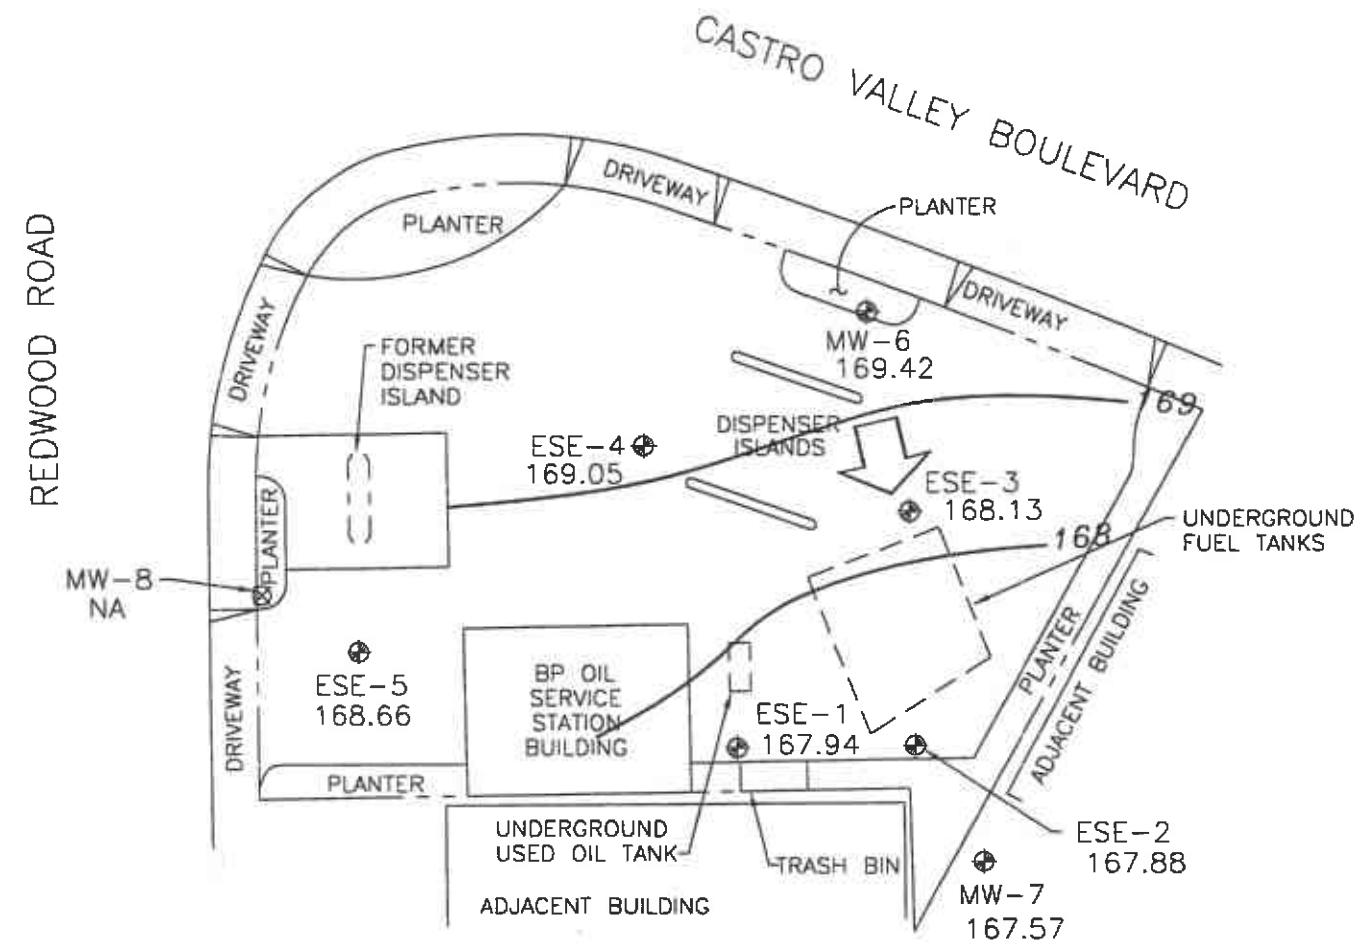 CASTRO VALLEY BOULEVARD
REDWOOD ROAD
DRIVEWAY
PLANTER
PLANTER
DRIVEWAY
DRIVEWAY
MW-6
169.42
FORMER
DISPENSER
ISLAND
169
DISPENSER
ISLANDS
ESE-4
169.05
ESE-3
168.13
UNDERGROUND
FUEL TANKS
168
PLANTER
MW-8
NA
ESE-5
168.66
BP OIL
SERVICE
STATION
BUILDING
ESE-1
167.94
PLANTER
ADJACENT BUILDING
DRIVEWAY
PLANTER
UNDERGROUND
USED OIL TANK
TRASH BIN
ESE-2
167.88
MW-7
167.57
ADJACENT BUILDING